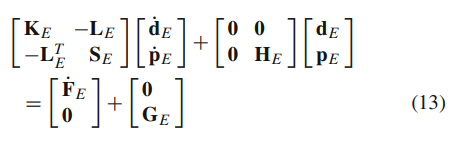 [K_E −L_E; −L_E^T S_E] [ḋ_E; ṗ_E] + [0 0; 0 H_E] [d_E; p_E]
= [Ḟ_E; 0] + [0; G_E] (13)